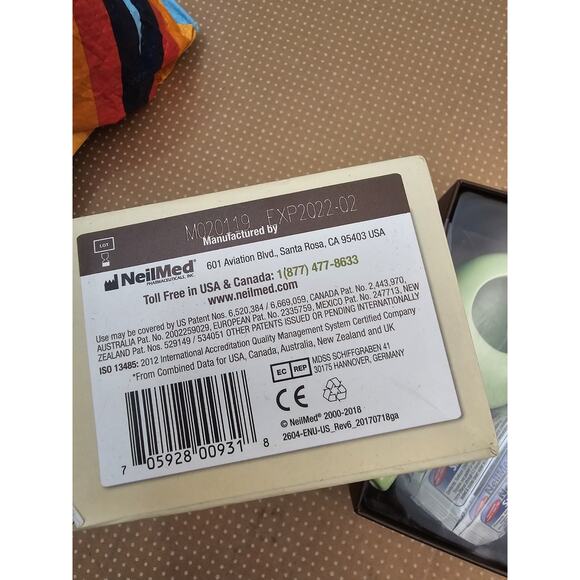 LOT
M020119 EXP2022-02
Manufactured by
NeilMed
PHARMACEUTICALS, INC.
601 Aviation Blvd., Santa Rosa, CA 95403 USA
Toll Free in USA & Canada: 1(877) 477-8633
www.neilmed.com
Use may be covered by US Patent Nos. 6,520,384 / 6,669,059, CANADA Pat. No. 2,443,970,
AUSTRALIA Pat. No. 2002259029, EUROPEAN Pat. No. 2335759, MEXICO Pat. No. 247713, NEW
ZEALAND Pat. Nos. 529149 / 534051 OTHER PATENTS ISSUED OR PENDING INTERNATIONALLY
ISO 13485: 2012 International Accreditation Quality Management System Certified Company
*From Combined Data for USA, Canada, Australia, New Zealand and UK
EC REP
MDSS SCHIFFGRABEN 41
30175 HANNOVER, GERMANY
CE
© NeilMed® 2000-2018
2604-ENU-US_Rev6_20170718ga
7 05928 00931 8